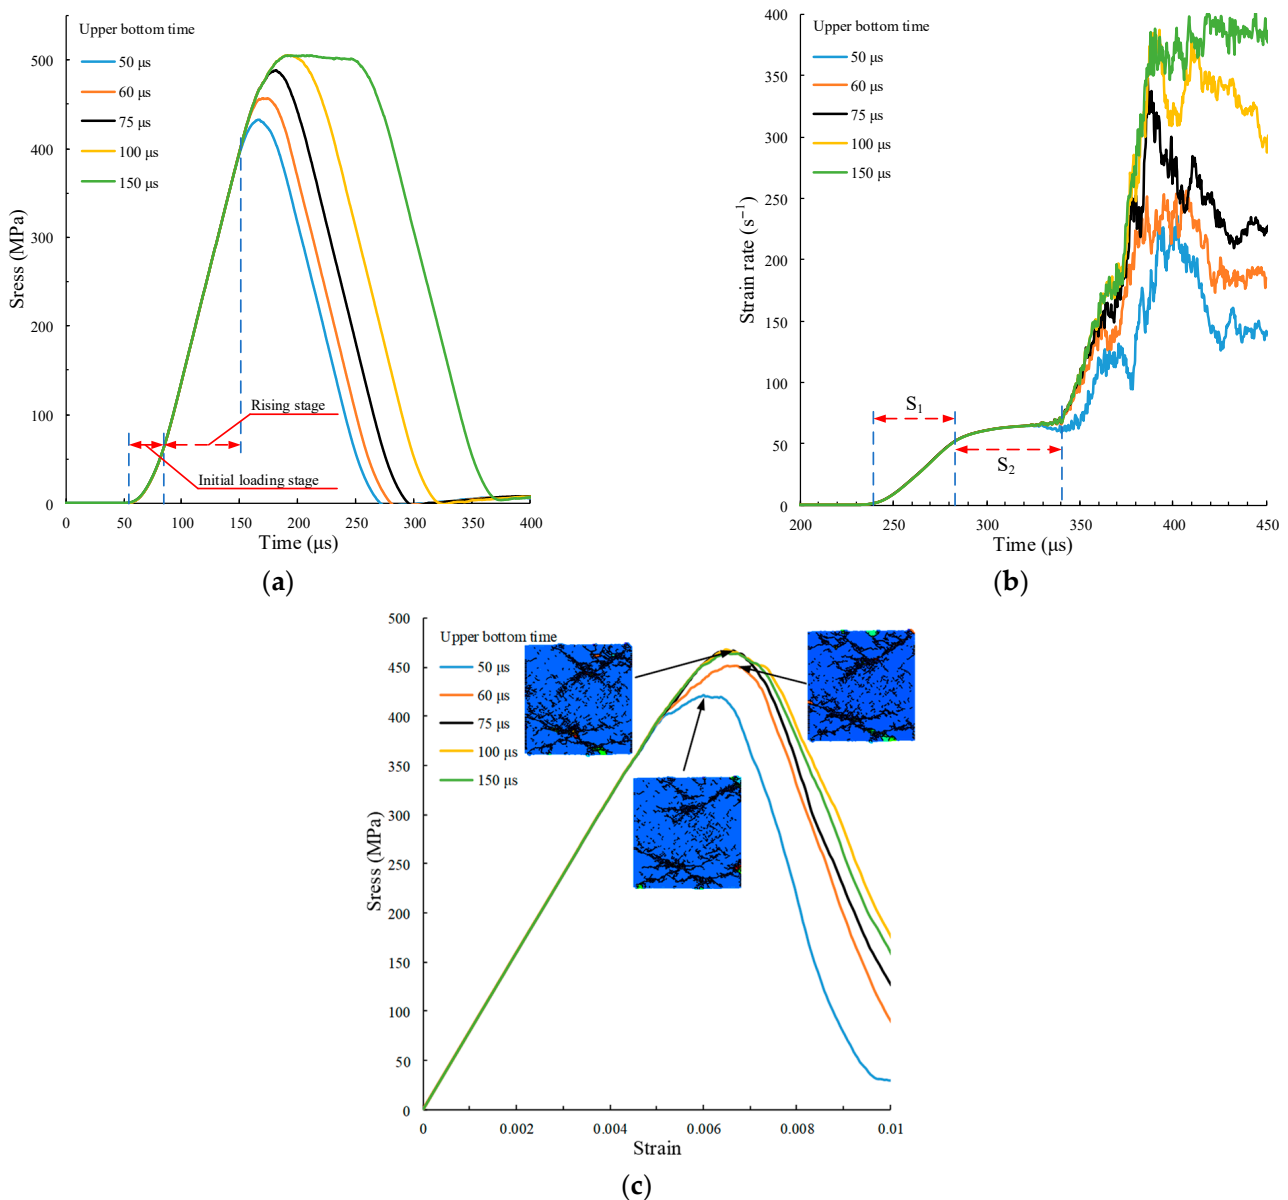 Upper bottom time
50 μs
60 μs
75 μs
100 μs
150 μs
Sress (MPa)
500
400
300
200
100
0
Rising stage
Initial loading stage
0 50 100 150 200 250 300 350 400
Time (μs)
(a)
Upper bottom time
50 μs
60 μs
75 μs
100 μs
150 μs
Strain rate (s⁻¹)
400
350
300
250
200
150
100
50
0
S₁
S₂
200 250 300 350 400 450
Time (μs)
(b)
Upper bottom time
50 μs
60 μs
75 μs
100 μs
150 μs
Sress (MPa)
500
450
400
350
300
250
200
150
100
50
0
0 0.002 0.004 0.006 0.008 0.01
Strain
(c)